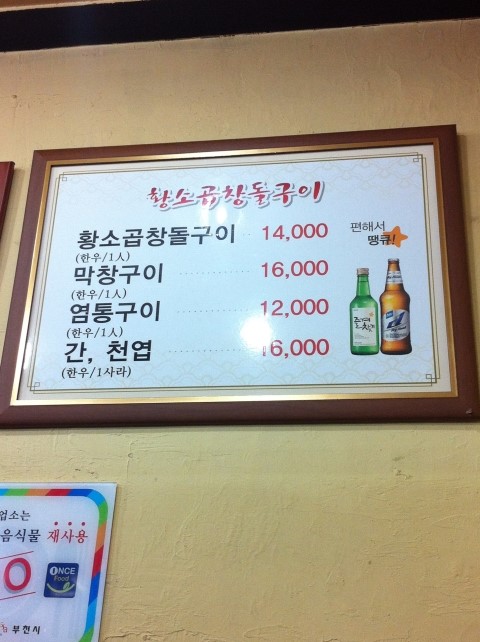 황소곱창돌구이
황소곱창돌구이 14,000
(한우/1人)
막창구이 16,000
(한우/1人)
염통구이 12,000
(한우/1人)
간, 천엽 16,000
(한우/1사라)
편해서
땡큐!
업소는
음식물 재사용
O
ONCE
Food
부천시